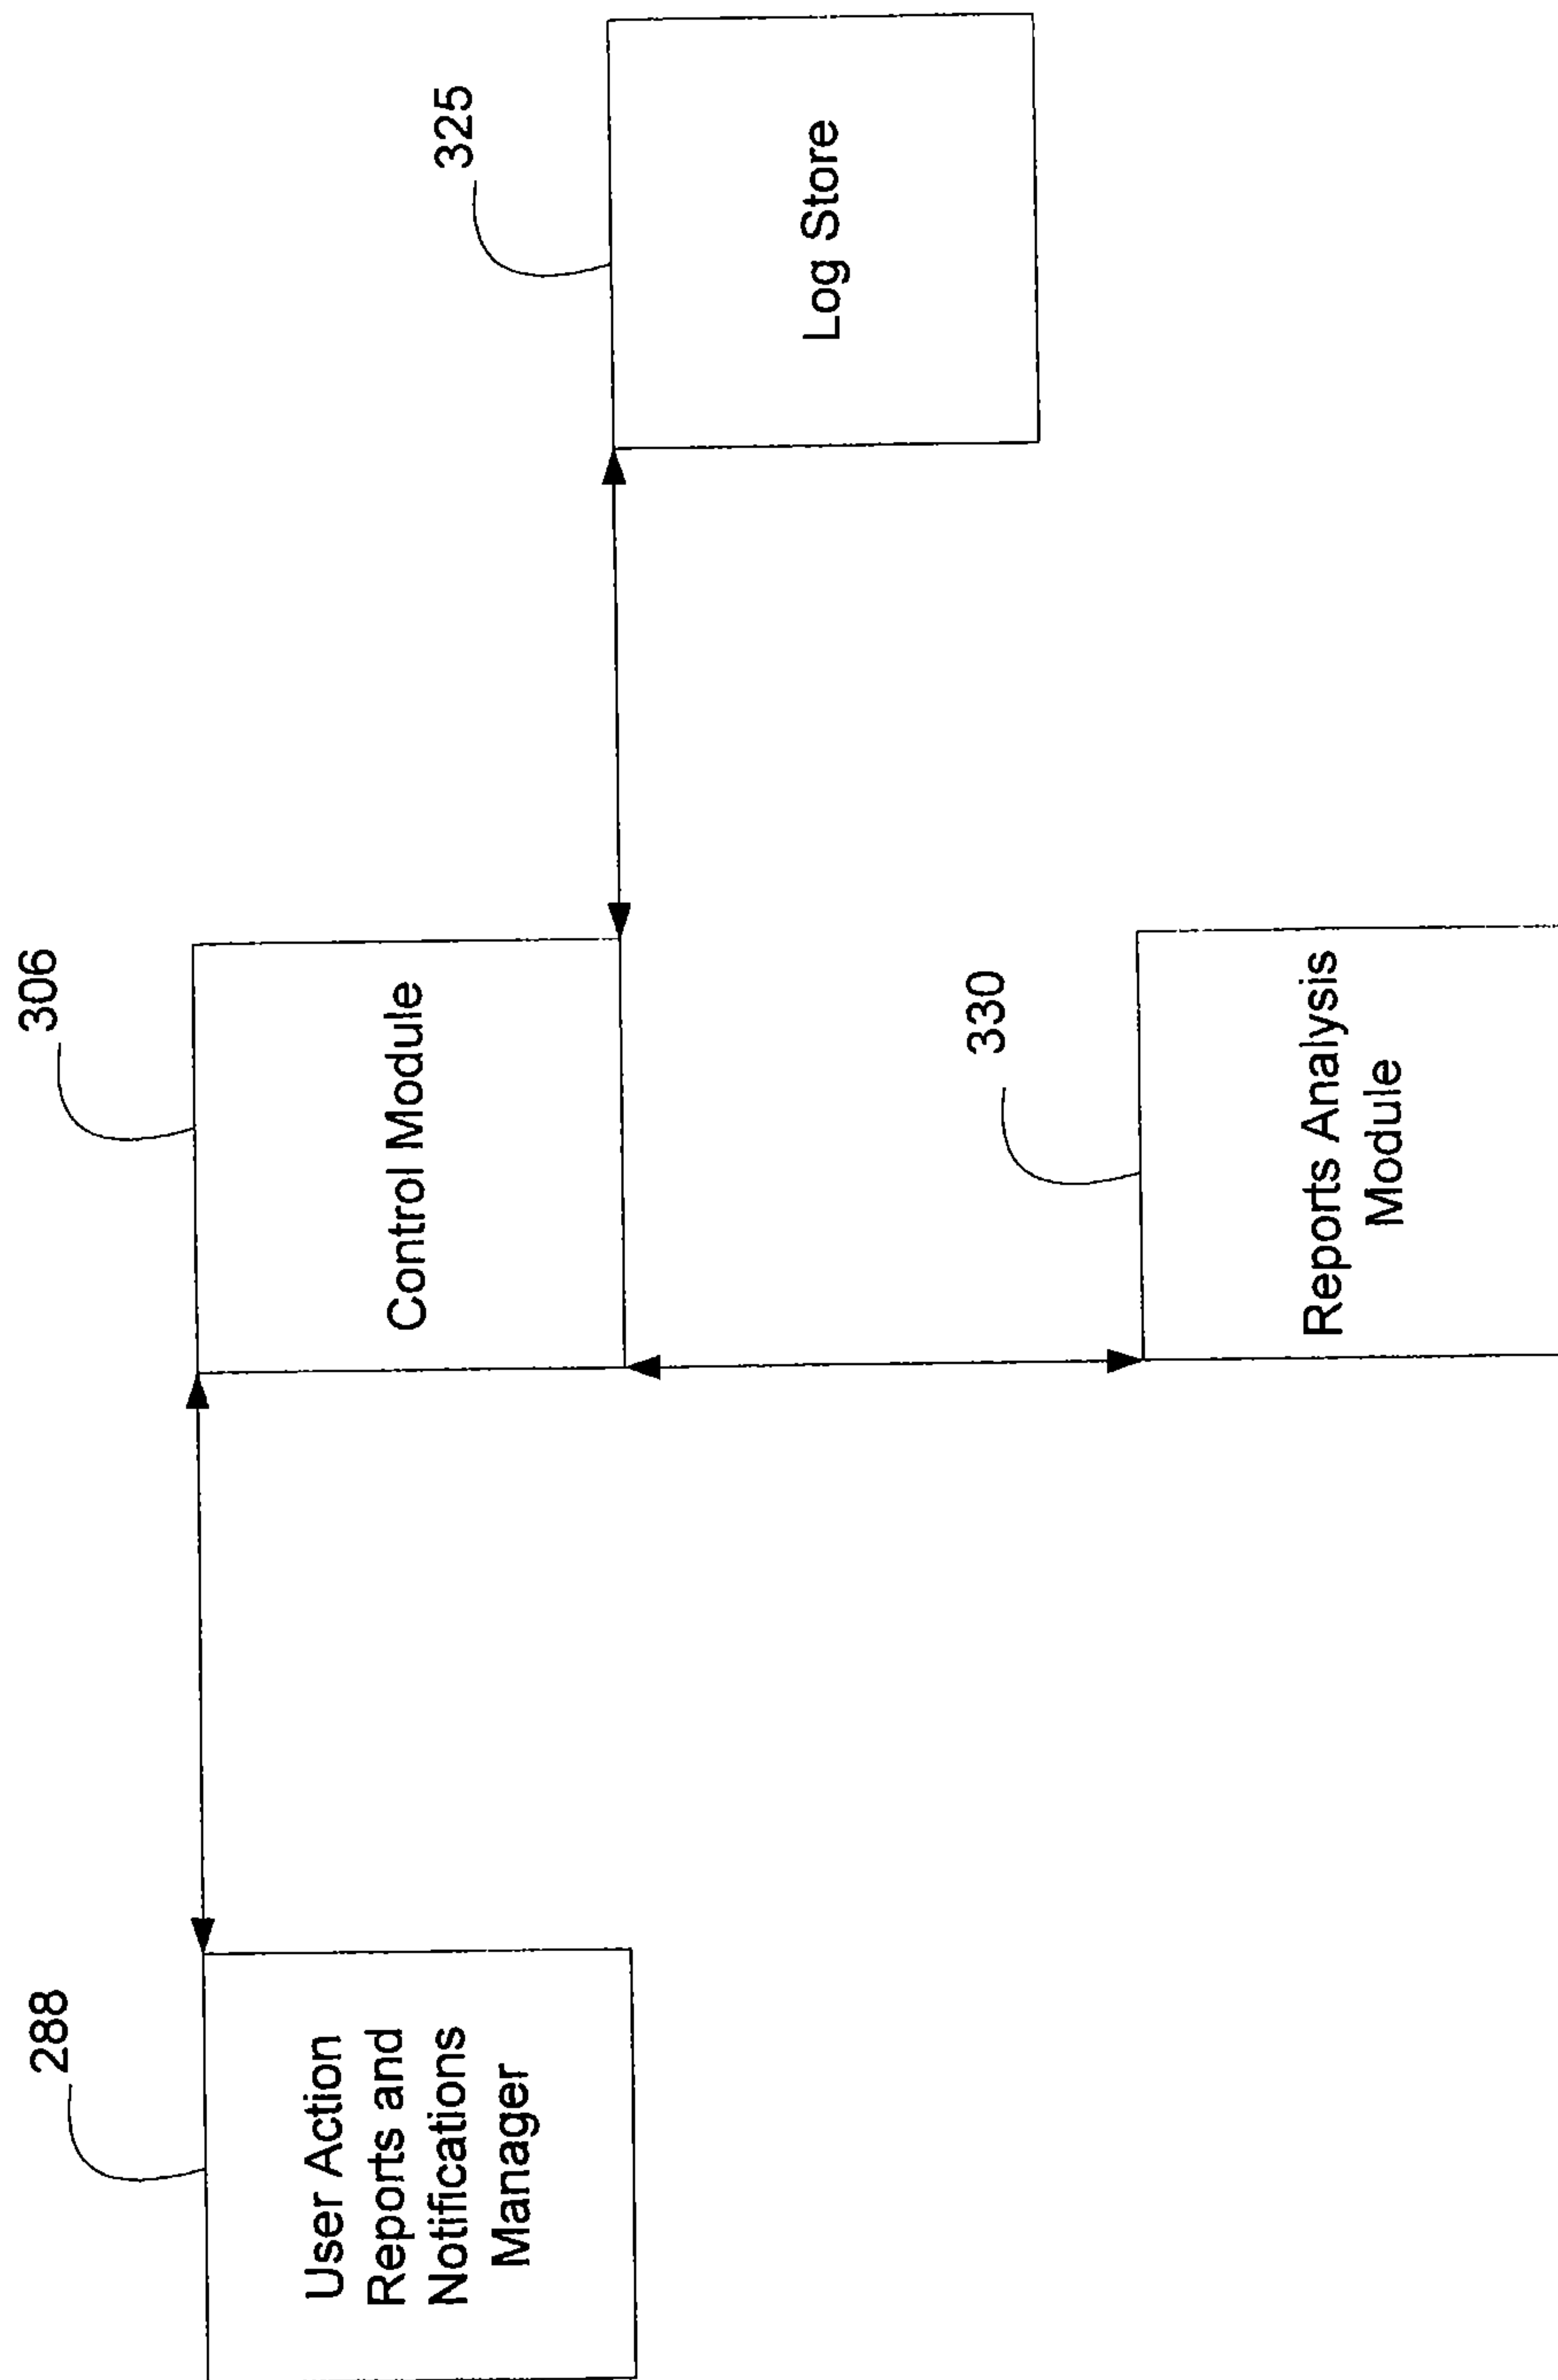 288
User Action
Reports and
Notifications
Manager
306
Control Module
325
Log Store
330
Reports Analysis
Module